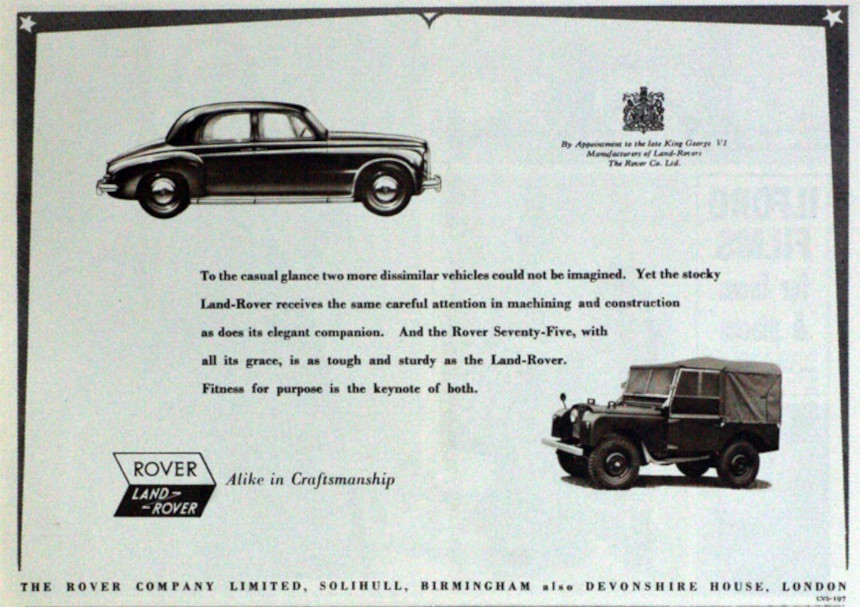 By Appointment to the late King George VI
Manufacturers of Land-Rovers
The Rover Co. Ltd.
To the casual glance two more dissimilar vehicles could not be imagined. Yet the stocky
Land-Rover receives the same careful attention in machining and construction
as does its elegant companion. And the Rover Seventy-Five, with
all its grace, is as tough and sturdy as the Land-Rover.
Fitness for purpose is the keynote of both.
ROVER
LAND-
-ROVER
Alike in Craftsmanship
THE ROVER COMPANY LIMITED, SOLIHULL, BIRMINGHAM also DEVONSHIRE HOUSE, LONDON
CVS-197